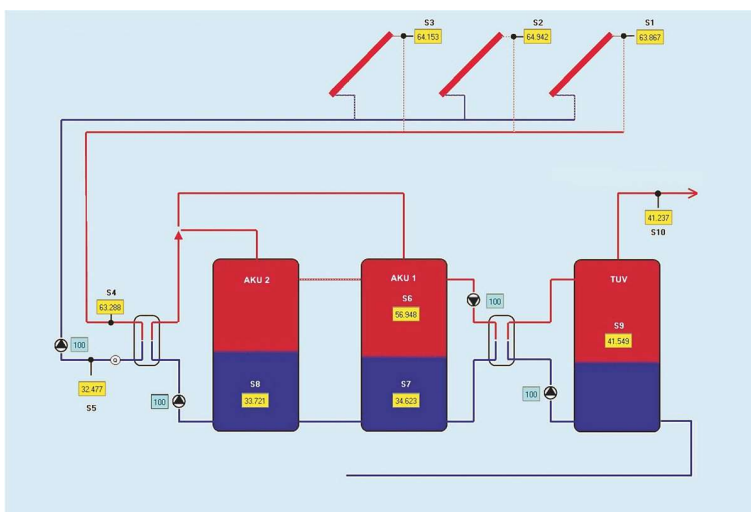 S3 S2 S1
64.153 64.942 63.867
41.237
S10
AKU 2 AKU 1 TUV
S4 S6
63.288 100 56.948
S9
100 41.549
G
32.477 S8 S7
S5 100 33.721 34.623 100